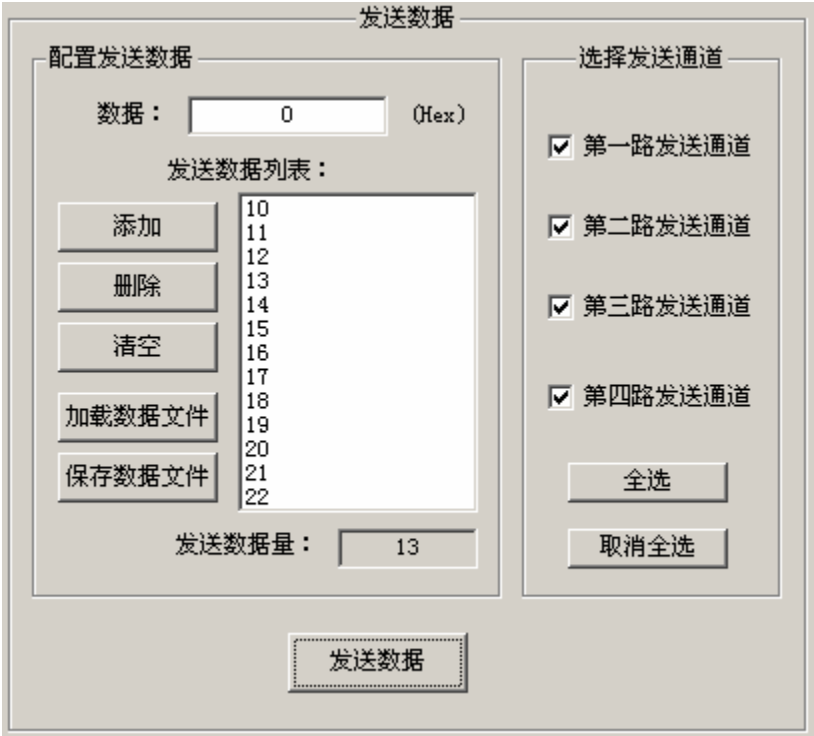 发送数据
配置发送数据
数据： 0 (Hex)
发送数据列表：
添加
删除
清空
加载数据文件
保存数据文件
10
11
12
13
14
15
16
17
18
19
20
21
22
发送数据量： 13
选择发送通道
第一路发送通道
第二路发送通道
第三路发送通道
第四路发送通道
全选
取消全选
发送数据